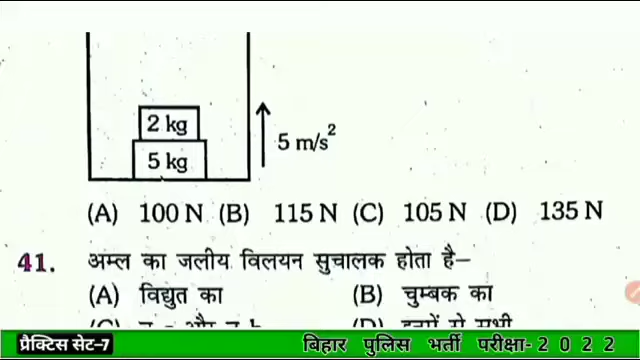 2 kg
5 kg
5 m/s²
(A) 100 N (B) 115 N (C) 105 N (D) 135 N
41. अम्ल का जलीय विलयन सुचालक होता है–
(A) विद्युत का (B) चुम्बक का
प्रैक्टिस सेट-7 बिहार पुलिस भर्ती परीक्षा-2022